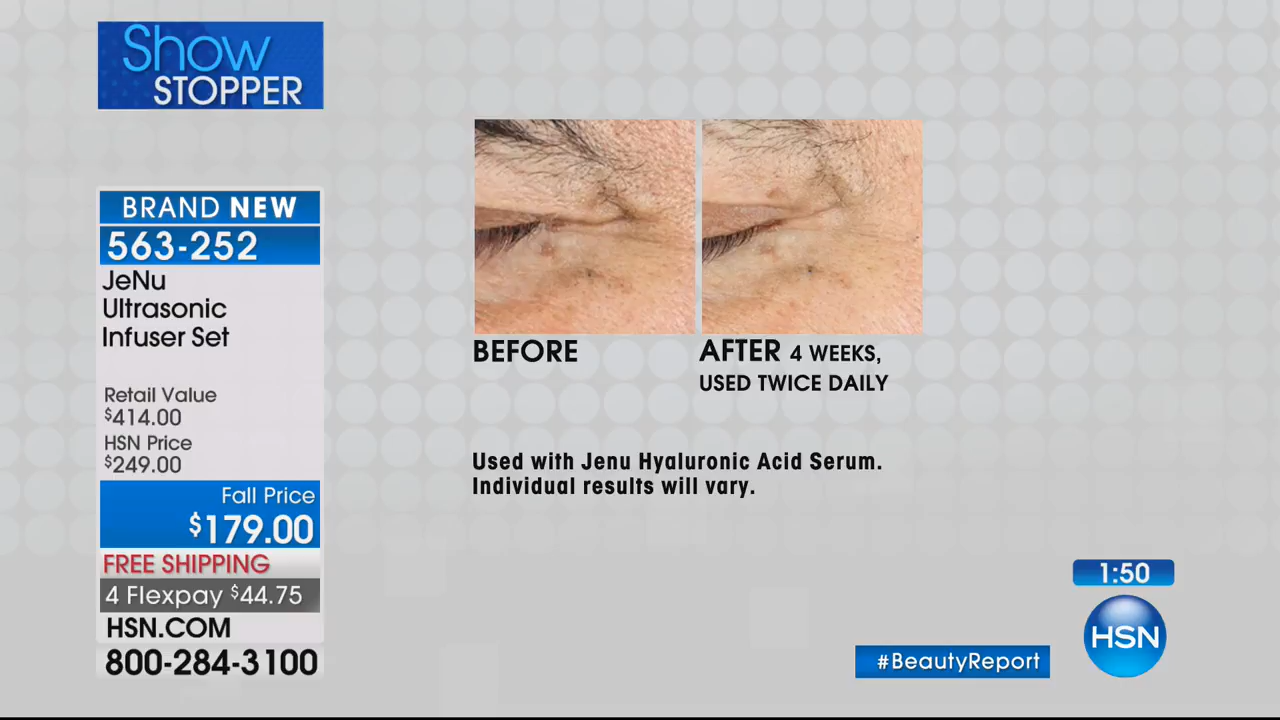 Show
STOPPER
BRAND NEW
563-252
JeNu
Ultrasonic
Infuser Set
Retail Value
$414.00
HSN Price
$249.00
Fall Price
$179.00
FREE SHIPPING
4 Flexpay $44.75
HSN.COM
800-284-3100
BEFORE
AFTER 4 WEEKS,
USED TWICE DAILY
Used with Jenu Hyaluronic Acid Serum.
Individual results will vary.
1:50
HSN
#BeautyReport